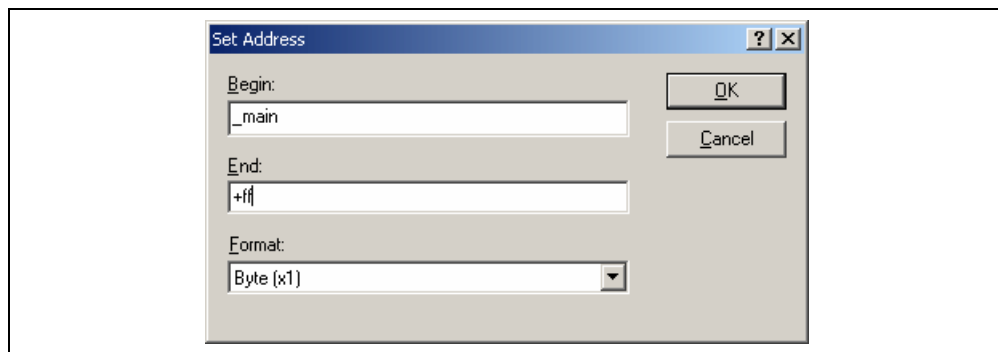 Set Address
Begin:
OK
_main
Cancel
End:
+ff
Format:
Byte (x1)